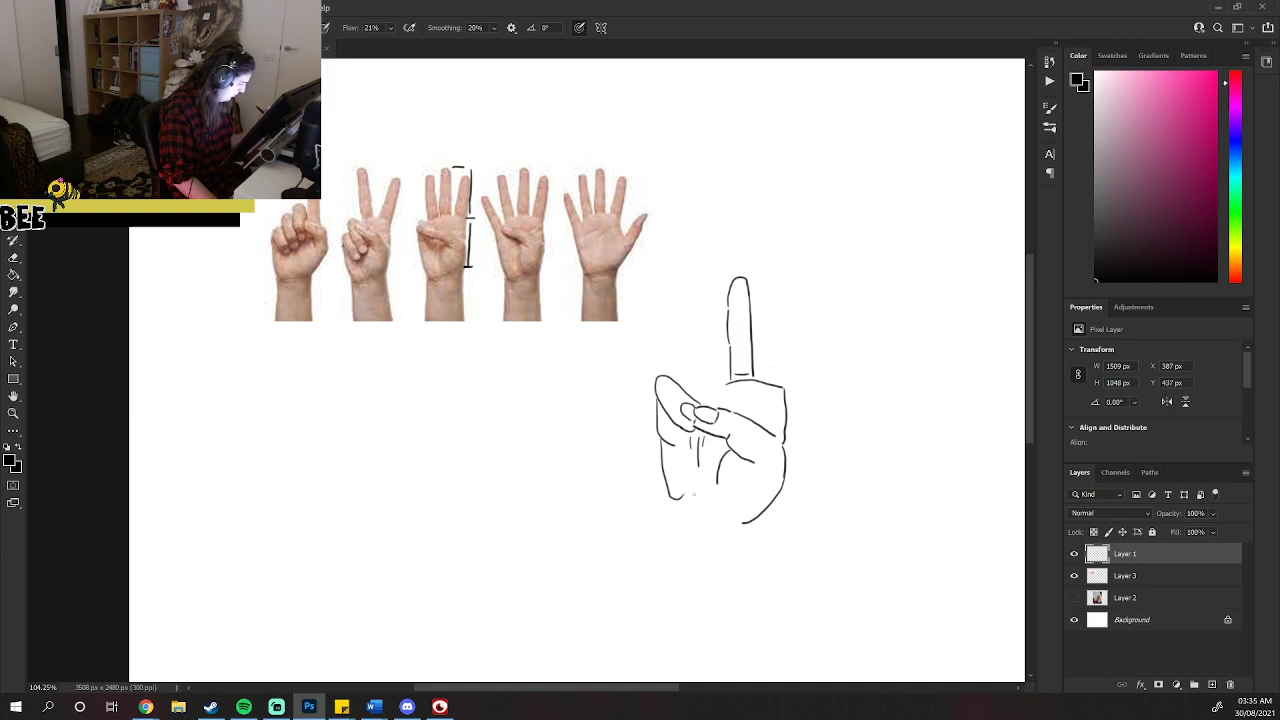 Flow: 21%
Smoothing: 20%
0°
BEE
Color
Swatches
Gradients
Patterns
Properties
Adjustments
Pixel Layer
Transform
W 1509 px
X 387 px
H 1048 px
Y 437 px
0.00°
Align and Distribute
Align:
Layers
Channels
Paths
Kind
Normal
Opacity: 100%
Lock:
Fill: 100%
Layer 1
Layer 3
Layer 2
Background
104.25%
3508 px x 2480 px (300 ppi)
03:35 AM
30/08/2021